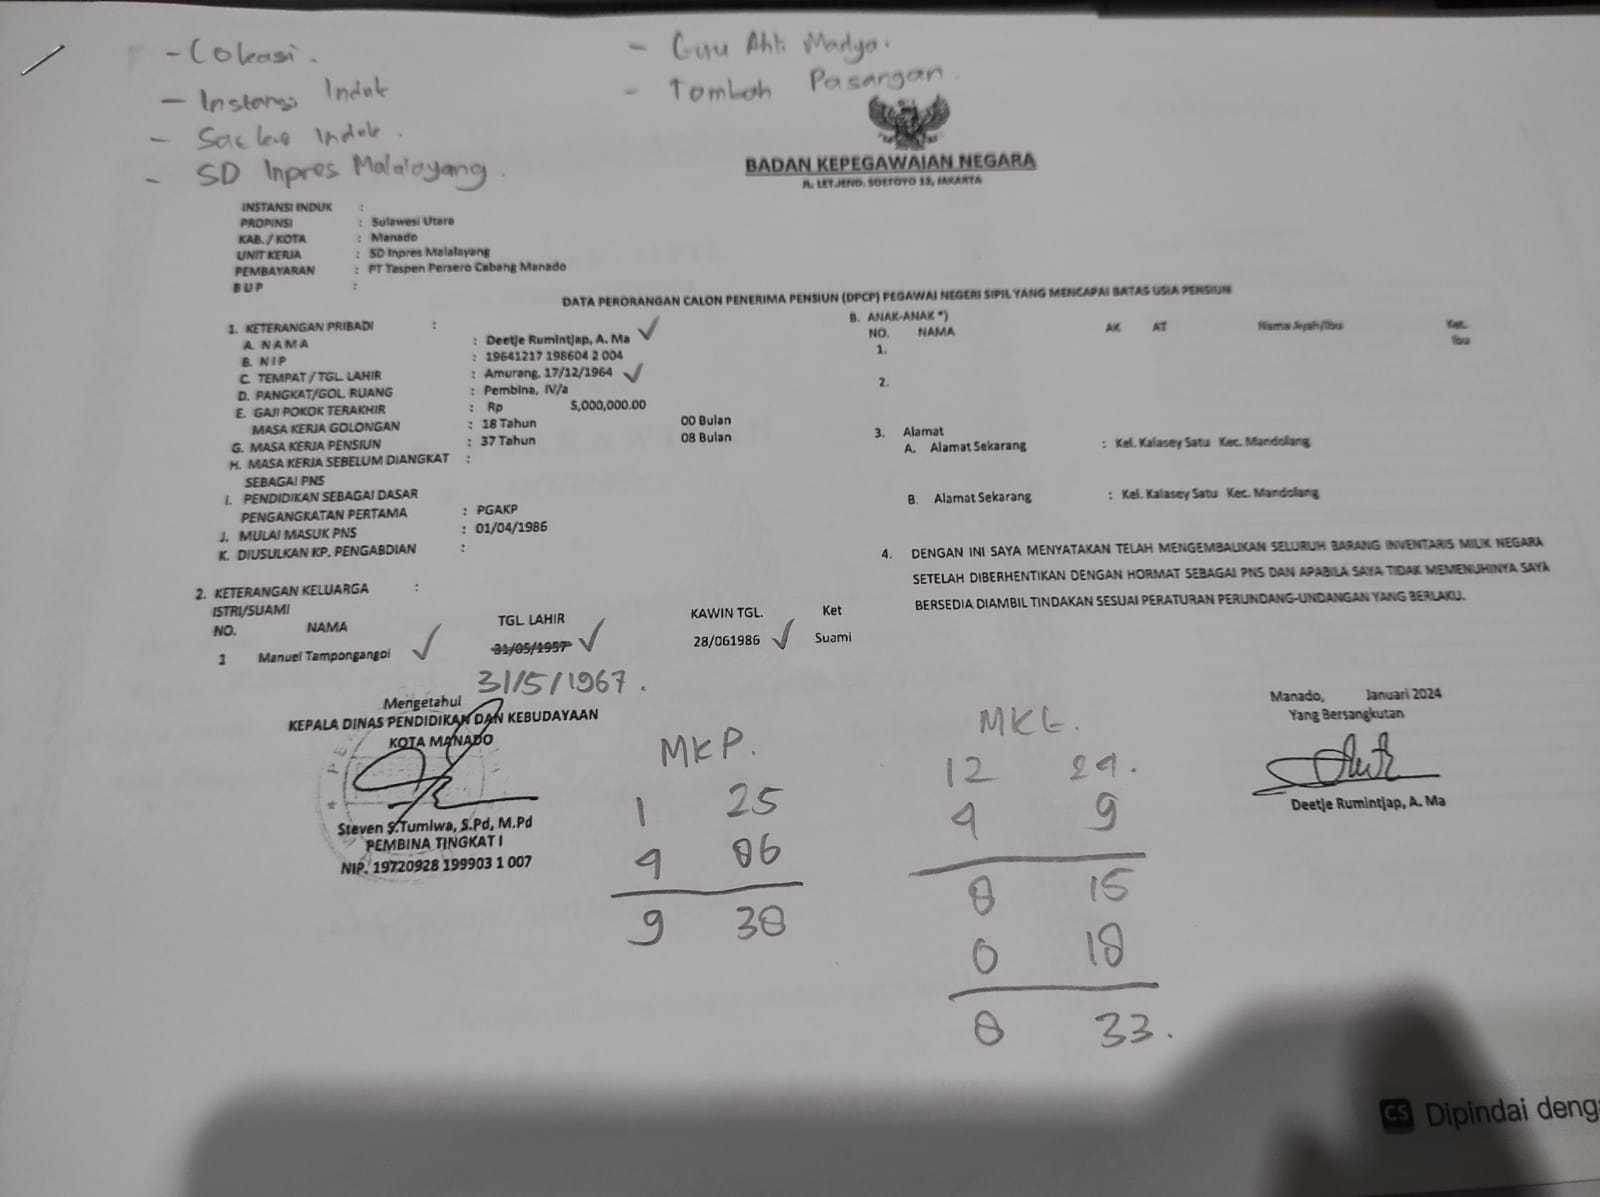 - Cokasi.
- Instansi Induk
- Satker Induk.
- SD Inpres Malalayang.
- Guru Ahli Madya.
- Tambah Pasangan.
BADAN KEPEGAWAIAN NEGARA
JL. LETJEND. SOETOYO 12, JAKARTA
INSTANSI INDUK :
PROPINSI : Sulawesi Utara
KAB. / KOTA : Manado
UNIT KERJA : SD Inpres Malalayang
PEMBAYARAN : PT Taspen Persero Cabang Manado
B U P :
DATA PERORANGAN CALON PENERIMA PENSIUN (DPCP) PEGAWAI NEGERI SIPIL YANG MENCAPAI BATAS USIA PENSIUN
1. KETERANGAN PRIBADI :
A. N A M A : Deetje Rumintjap, A. Ma
B. N I P : 19641217 198604 2 004
C. TEMPAT / TGL. LAHIR : Amurang, 17/12/1964
D. PANGKAT/GOL. RUANG : Pembina, IV/a
E. GAJI POKOK TERAKHIR : Rp 5,000,000.00
MASA KERJA GOLONGAN : 18 Tahun 00 Bulan
G. MASA KERJA PENSIUN : 37 Tahun 08 Bulan
H. MASA KERJA SEBELUM DIANGKAT :
SEBAGAI PNS
I. PENDIDIKAN SEBAGAI DASAR
PENGANGKATAN PERTAMA : PGAKP
J. MULAI MASUK PNS : 01/04/1986
K. DIUSULKAN KP. PENGABDIAN :
2. KETERANGAN KELUARGA :
ISTRI/SUAMI
NO. NAMA TGL. LAHIR KAWIN TGL. Ket
1 Manuel Tampongangoi 31/05/1957 28/061986 Suami
31/5/1967.
B. ANAK-ANAK *)
NO. NAMA AK AT Nama Ayah/Ibu Ket.
Ibu
1.
2.
3. Alamat
A. Alamat Sekarang : Kel. Kalasey Satu Kec. Mandolang
B. Alamat Sekarang : Kel. Kalasey Satu Kec. Mandolang
4. DENGAN INI SAYA MENYATAKAN TELAH MENGEMBALIKAN SELURUH BARANG INVENTARIS MILIK NEGARA
SETELAH DIBERHENTIKAN DENGAN HORMAT SEBAGAI PNS DAN APABILA SAYA TIDAK MEMENUHINYA SAYA
BERSEDIA DIAMBIL TINDAKAN SESUAI PERATURAN PERUNDANG-UNDANGAN YANG BERLAKU.
Mengetahui
KEPALA DINAS PENDIDIKAN DAN KEBUDAYAAN
KOTA MANADO
Steven S.Tumiwa, S.Pd, M.Pd
PEMBINA TINGKAT I
NIP. 19720928 199903 1 007
MKP.
1 25
4 06
9 38
MKG.
12 24.
4 9
8 15
0 18
8 33.
Manado, Januari 2024
Yang Bersangkutan
Deetje Rumintjap, A. Ma
CS Dipindai deng